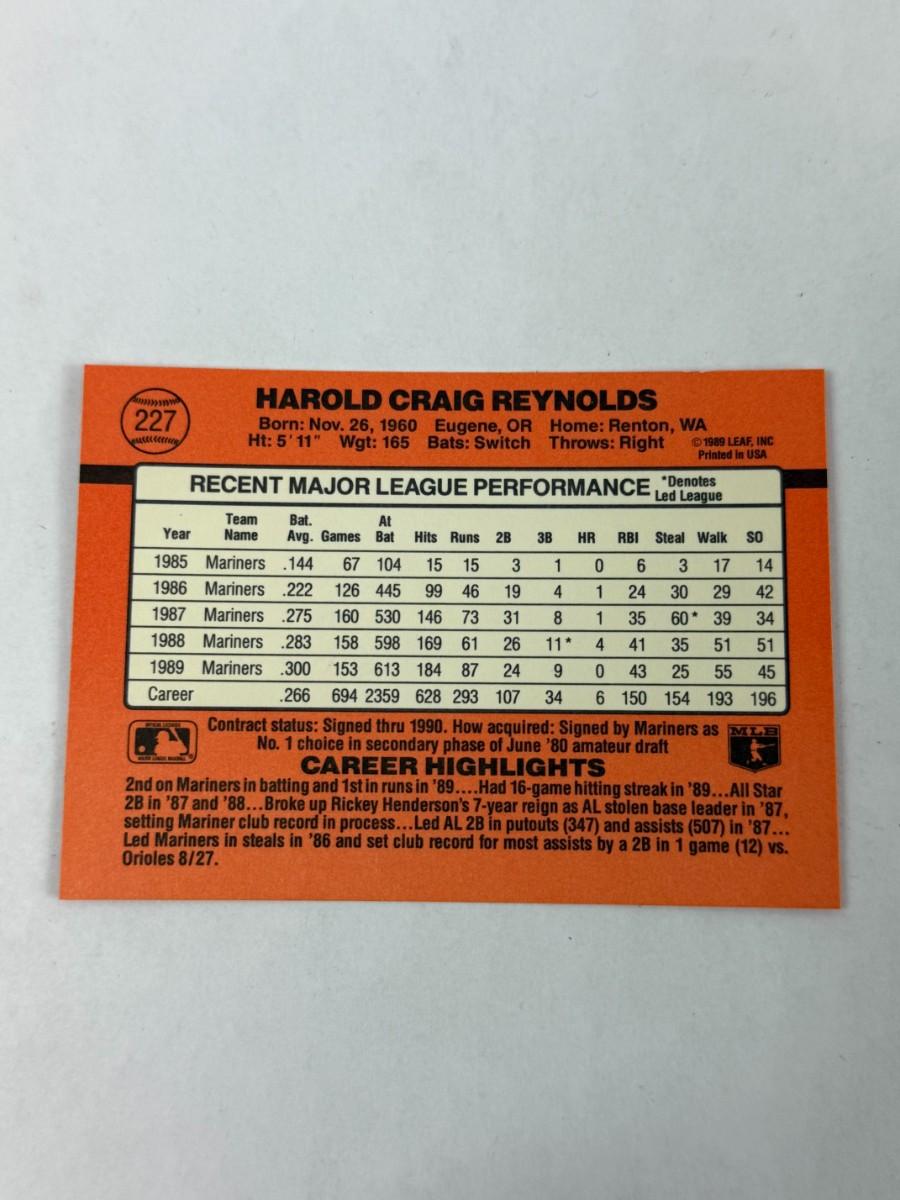 227
HAROLD CRAIG REYNOLDS
Born: Nov. 26, 1960 Eugene, OR Home: Renton, WA
Ht: 5'11" Wgt: 165 Bats: Switch Throws: Right ©1989 LEAF, INC
Printed in USA
RECENT MAJOR LEAGUE PERFORMANCE *Denotes
Led League
Year Team Name Bat. Avg. Games At Bat Hits Runs 2B 3B HR RBI Steal Walk SO
1985 Mariners .144 67 104 15 15 3 1 0 6 3 17 14
1986 Mariners .222 126 445 99 46 19 4 1 24 30 29 42
1987 Mariners .275 160 530 146 73 31 8 1 35 60* 39 34
1988 Mariners .283 158 598 169 61 26 11* 4 41 35 51 51
1989 Mariners .300 153 613 184 87 24 9 0 43 25 55 45
Career .266 694 2359 628 293 107 34 6 150 154 193 196
Contract status: Signed thru 1990. How acquired: Signed by Mariners as
No. 1 choice in secondary phase of June '80 amateur draft
MLB
CAREER HIGHLIGHTS
2nd on Mariners in batting and 1st in runs in '89....Had 16-game hitting streak in '89...All Star
2B in '87 and '88...Broke up Rickey Henderson's 7-year reign as AL stolen base leader in '87,
setting Mariner club record in process...Led AL 2B in putouts (347) and assists (507) in '87...
Led Mariners in steals in '86 and set club record for most assists by a 2B in 1 game (12) vs.
Orioles 8/27.